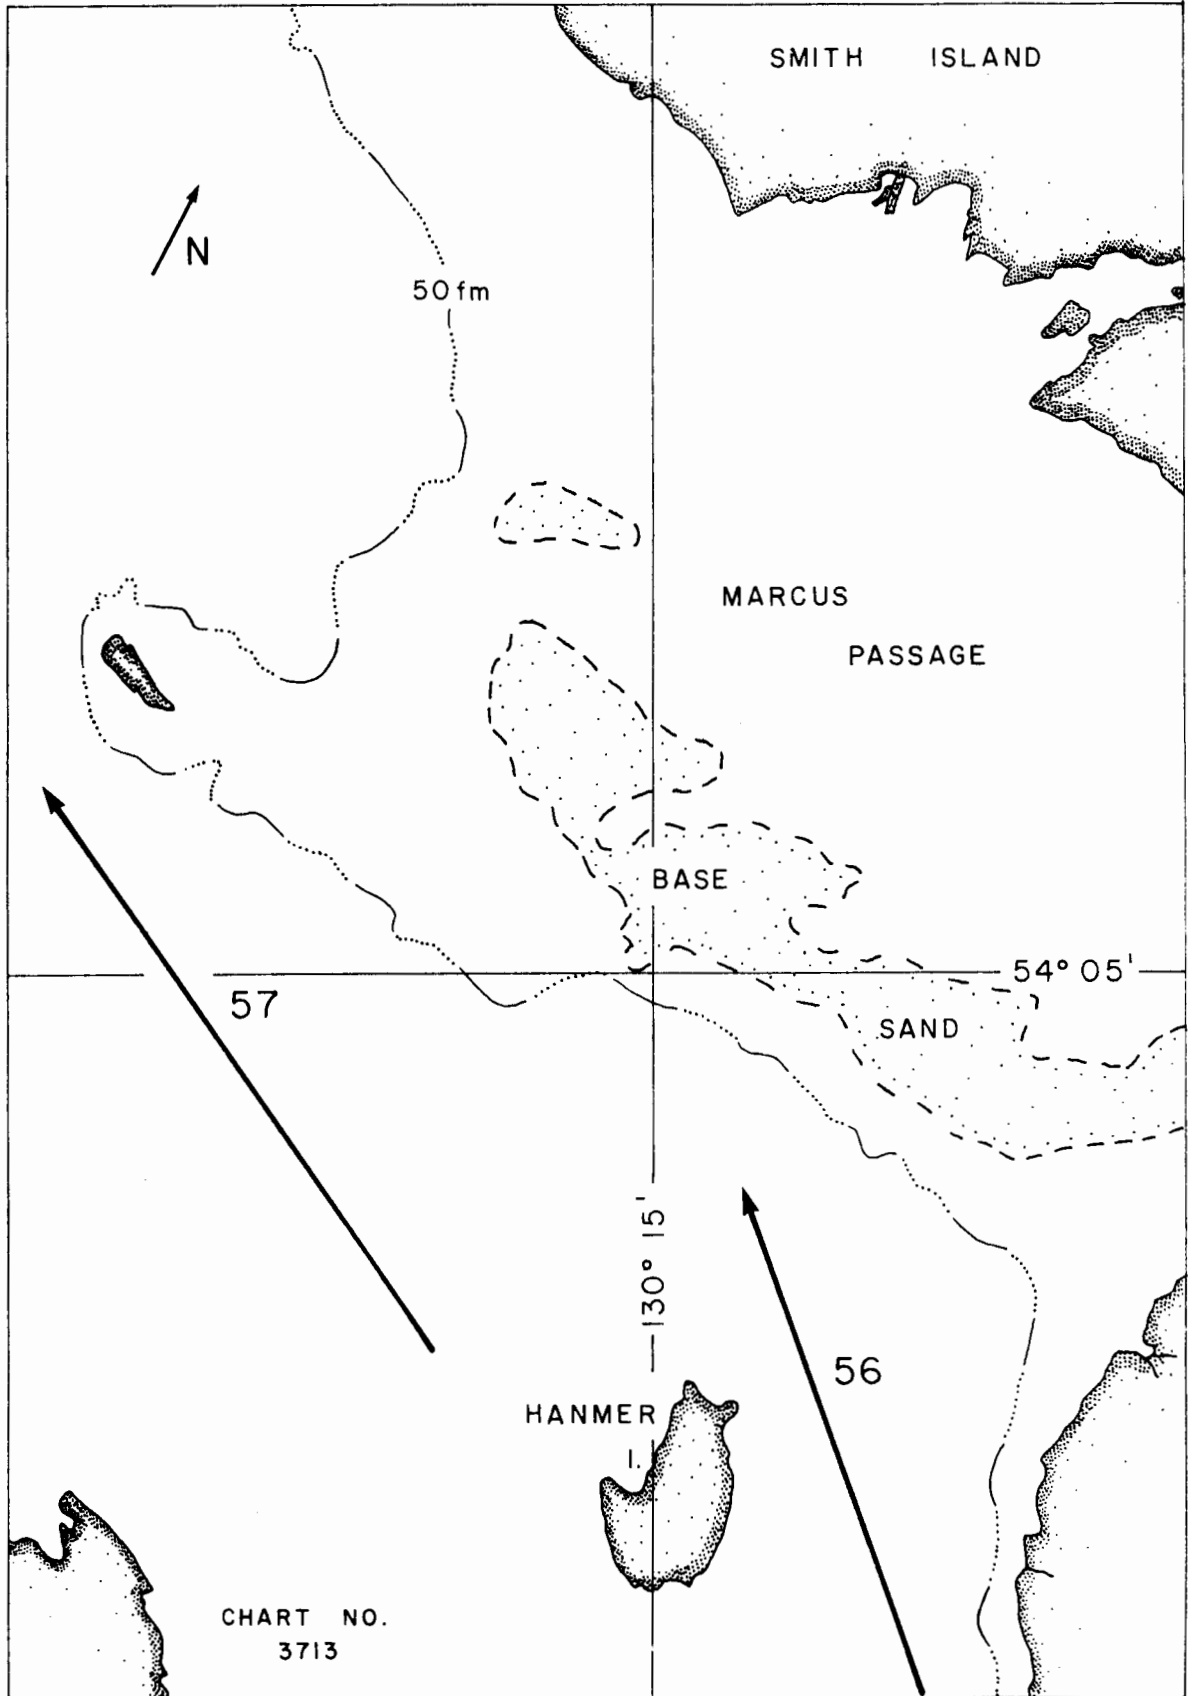 SMITH ISLAND
N
50 fm
MARCUS
PASSAGE
BASE
54° 05'
57
SAND
130° 15'
56
HANMER
I.
CHART NO.
3713